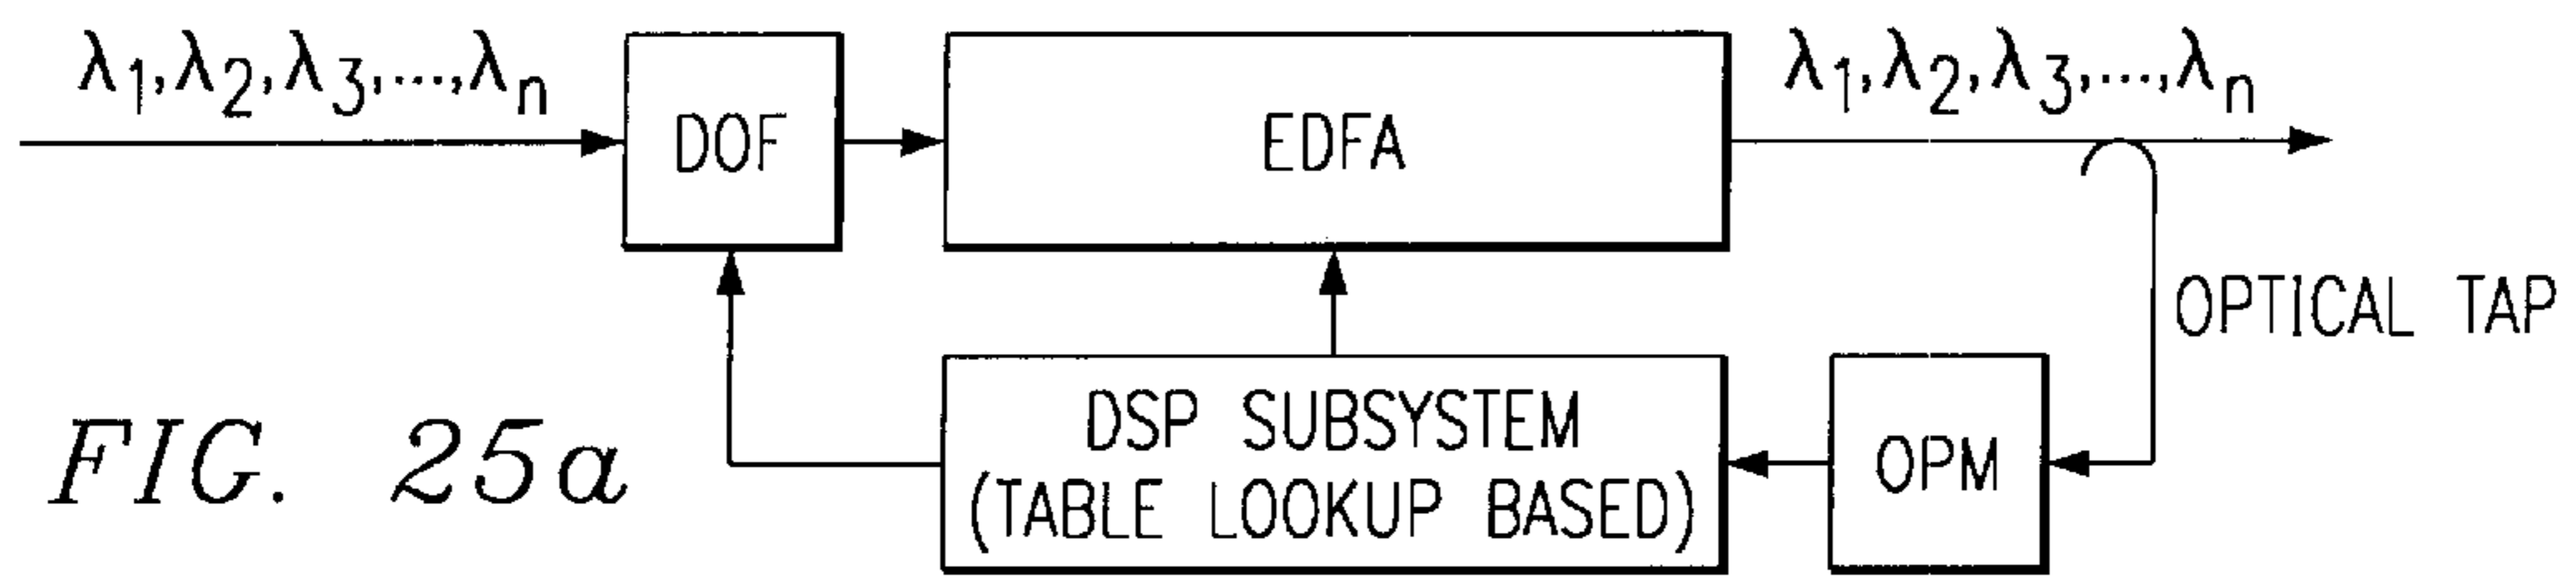 λ1,λ2,λ3,...,λn
DOF
EDFA
λ1,λ2,λ3,...,λn
OPTICAL TAP
DSP SUBSYSTEM
(TABLE LOOKUP BASED)
OPM
FIG. 25a